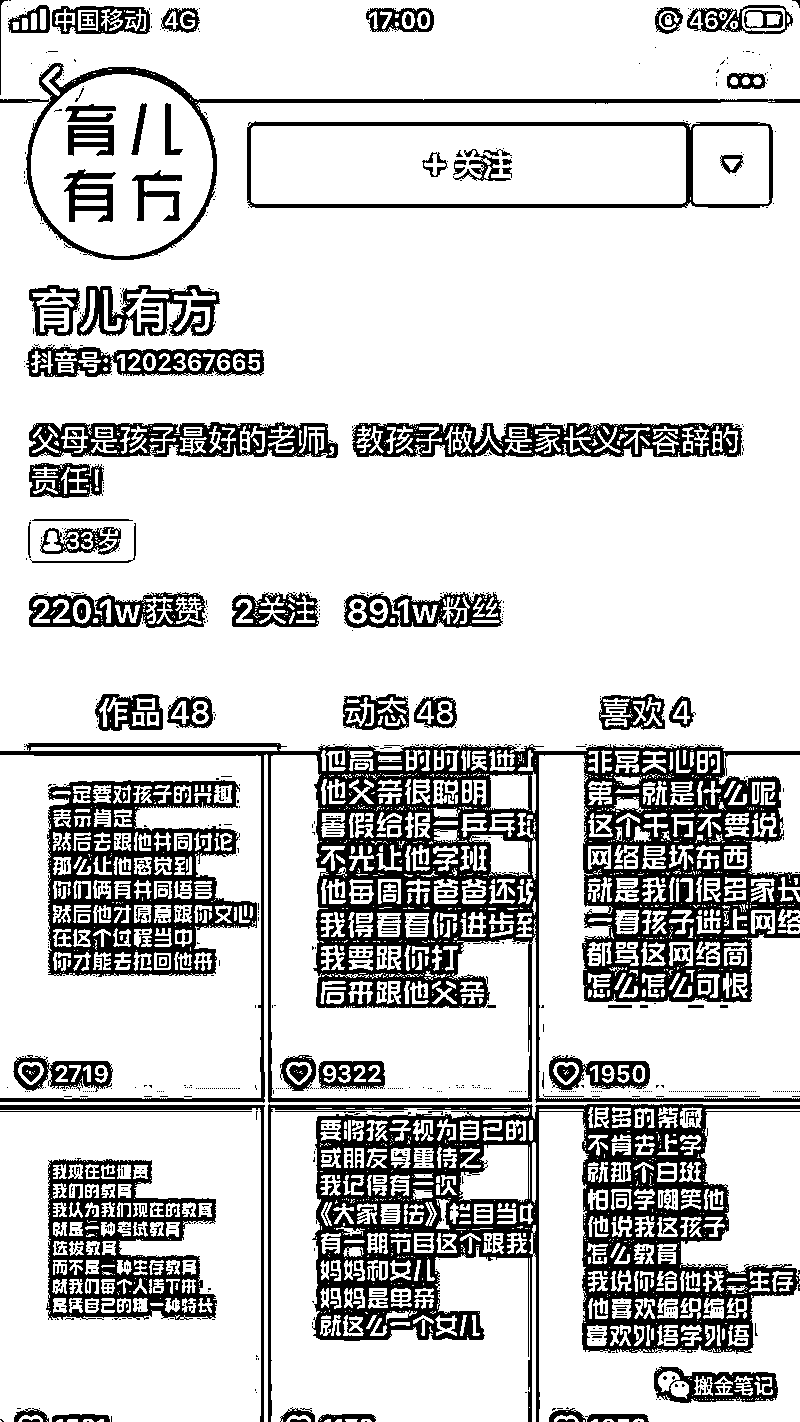 中国移动 4G 17:00 46%
育儿
有方
+ 关注
育儿有方
抖音号: 1202367665
父母是孩子最好的老师，教孩子做人是家长义不容辞的
责任！
33岁
220.1w获赞 2关注 89.1w粉丝
作品 48 动态 48 喜欢 4
一定要对孩子的兴趣
表示肯定
然后去跟他共同讨论
那么让他感觉到
你们俩有共同语言
然后他才愿意跟你交心
在这个过程当中
你才能去拉回他来
2719
他高一的时候
他父亲很聪明
暑假给报一乒乓
不光让他学班
他每周末爸爸还说
我得看看你进步到
我要跟你打
后来跟他父亲
9322
非常关心的
第一就是什么呢
这个千万不要说
网络是坏东西
就是我们很多家长
一看孩子迷上网络
都骂这网络商
怎么怎么可恨
1950
我现在也研究
我们的教育
我认为我们现在的教育
就是一种考试教育
选拔教育
而不是一种生存教育
就我们每个人活下来
是凭自己的那一种特长
要将孩子视为自己的
或朋友尊重待之
我记得有一次
《大家看法》栏目当中
有一期节目这个跟我
妈妈和女儿
妈妈是单亲
就这么一个女儿
很多的紫癜
不肯去上学
就那个白斑
怕同学嘲笑他
他说我这孩子
怎么教育
我说你给他找一生存
他喜欢编织编织
喜欢外语学外语
搬金笔记